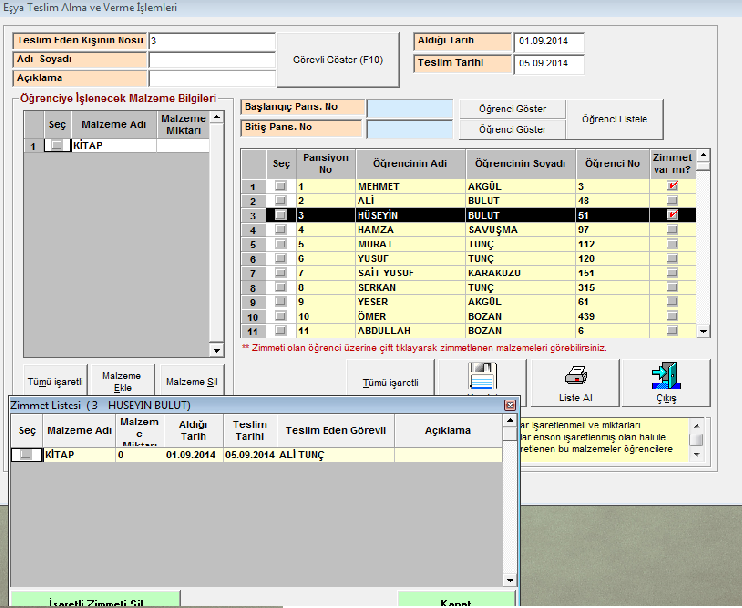 Eşya Teslim Alma ve Verme İşlemleri
Teslim Eden Kişinin Nosu 3
Adı Soyadı
Açıklama
Görevli Göster (F10)
Aldığı Tarih 01.09.2014
Teslim Tarihi 05.09.2014
Öğrenciye İşlenecek Malzeme Bilgileri
Seç Malzeme Adı Malzeme Miktarı
1 KİTAP
Başlangıç Pans. No
Bitiş Pans. No
Öğrenci Göster
Öğrenci Göster
Öğrenci Listele
Seç Pansiyon No Öğrencinin Adı Öğrencinin Soyadı Öğrenci No Zimmet var mı?
1 1 MEHMET AKGÜL 3
2 2 ALİ BULUT 48
3 3 HÜSEYİN BULUT 51
4 4 HAMZA SAVUŞMA 97
5 5 MURAT TUNÇ 112
6 6 YUSUF TUNÇ 120
7 7 SAİT YUSUF KARAKUZU 151
8 8 SERKAN TUNÇ 315
9 9 YESER AKGÜL 61
10 10 ÖMER BOZAN 439
11 11 ABDULLAH BOZAN 6
** Zimmeti olan öğrenci üzerine çift tıklayarak zimmetlenen malzemeleri görebilirsiniz.
Tümü işaretl
Malzeme Ekle
Malzeme Sil
Tümü işaretli
Liste Al
Çıkış
ar işaretlenmeli ve miktarları
lar enson işaretlenmiş olan hali ile
retlenen bu malzemeler öğrencilere
Zimmet Listesi (3 HUSEYİN BULUT)
Seç Malzeme Adı Malzeme Miktarı Aldığı Tarih Teslim Tarihi Teslim Eden Görevli Açıklama
KİTAP 0 01.09.2014 05.09.2014 ALİ TUNÇ
İşaretli Zimmeti Sil
Kapat